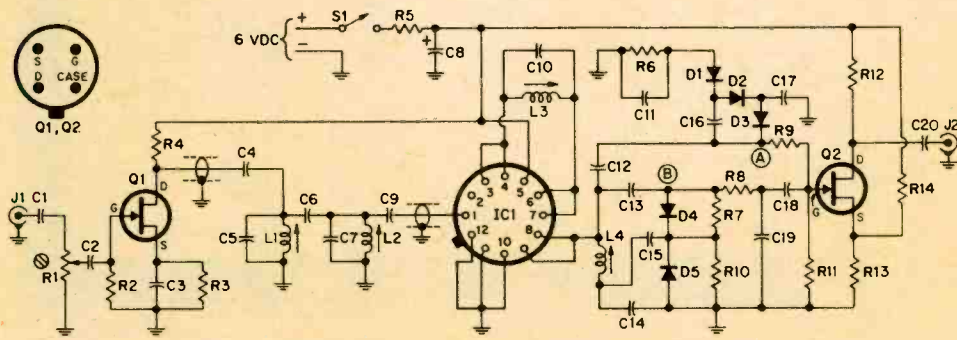 S G
D CASE
Q1, Q2
6 VDC
+
−
S1
R5
+
C8
C10
L3
R6
C11
D1
D2
C17
C16
D3
R9
A
R12
C20
J2
Q2
D
G
S
R14
R4
Q1
D
G
S
C4
J1
C1
R1
C2
R2
C3
R3
C5
L1
C6
C7
L2
C9
IC1
1
2
3
4
5
6
7
8
10
12
C12
C13
B
D4
R8
C18
R7
C19
L4
C15
D5
R10
R11
R13
C14